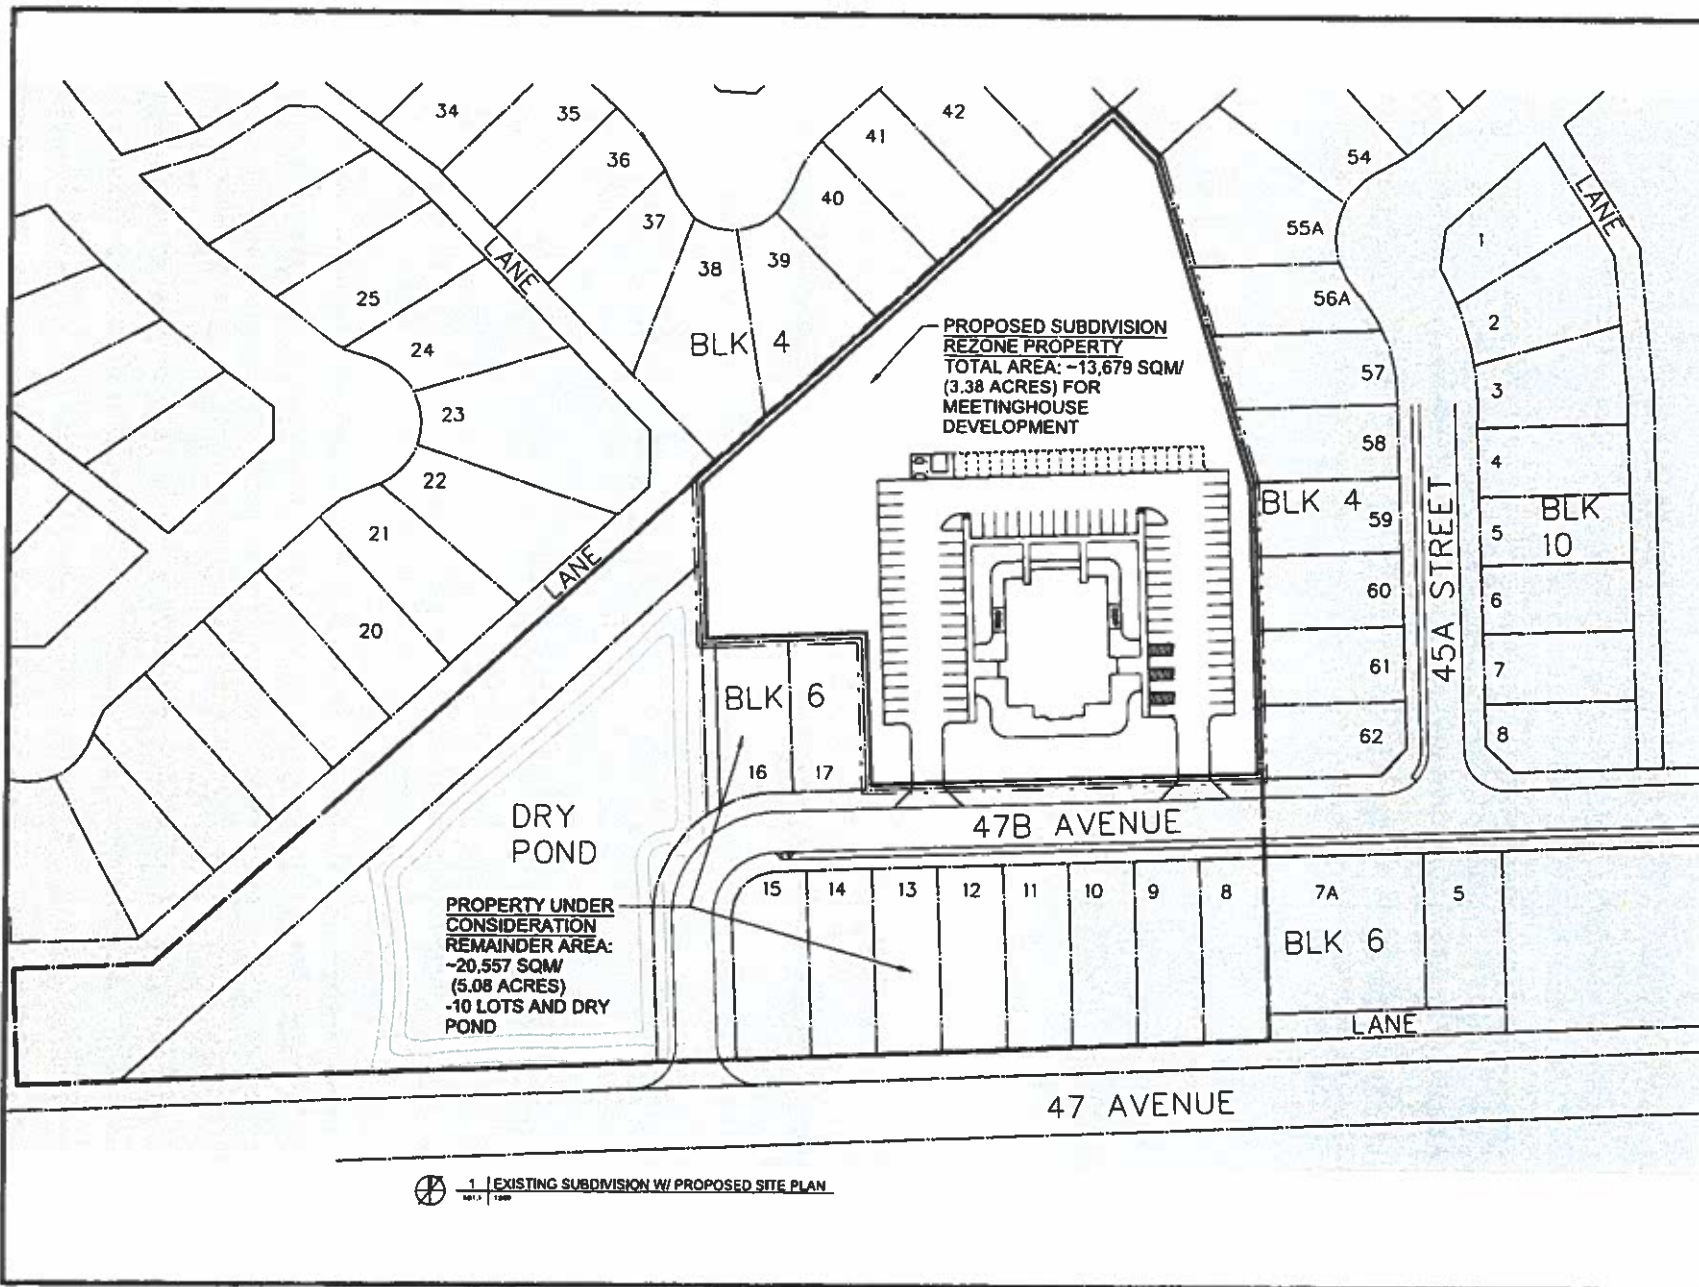 34
35
36
37
38
39
40
41
42
54
55A
56A
57
58
59
60
61
62
1
2
3
4
5
6
7
8
LANE
LANE
25
24
23
22
21
20
LANE
BLK 4
PROPOSED SUBDIVISION
REZONE PROPERTY
TOTAL AREA: ~13,679 SQM/
(3.38 ACRES) FOR
MEETINGHOUSE
DEVELOPMENT
BLK 4
45A STREET
BLK
10
BLK 6
16
17
DRY
POND
47B AVENUE
PROPERTY UNDER
CONSIDERATION
REMAINDER AREA:
~20,557 SQM/
(5.08 ACRES)
-10 LOTS AND DRY
POND
15
14
13
12
11
10
9
8
7A
5
BLK 6
LANE
47 AVENUE
1 EXISTING SUBDIVISION W/ PROPOSED SITE PLAN